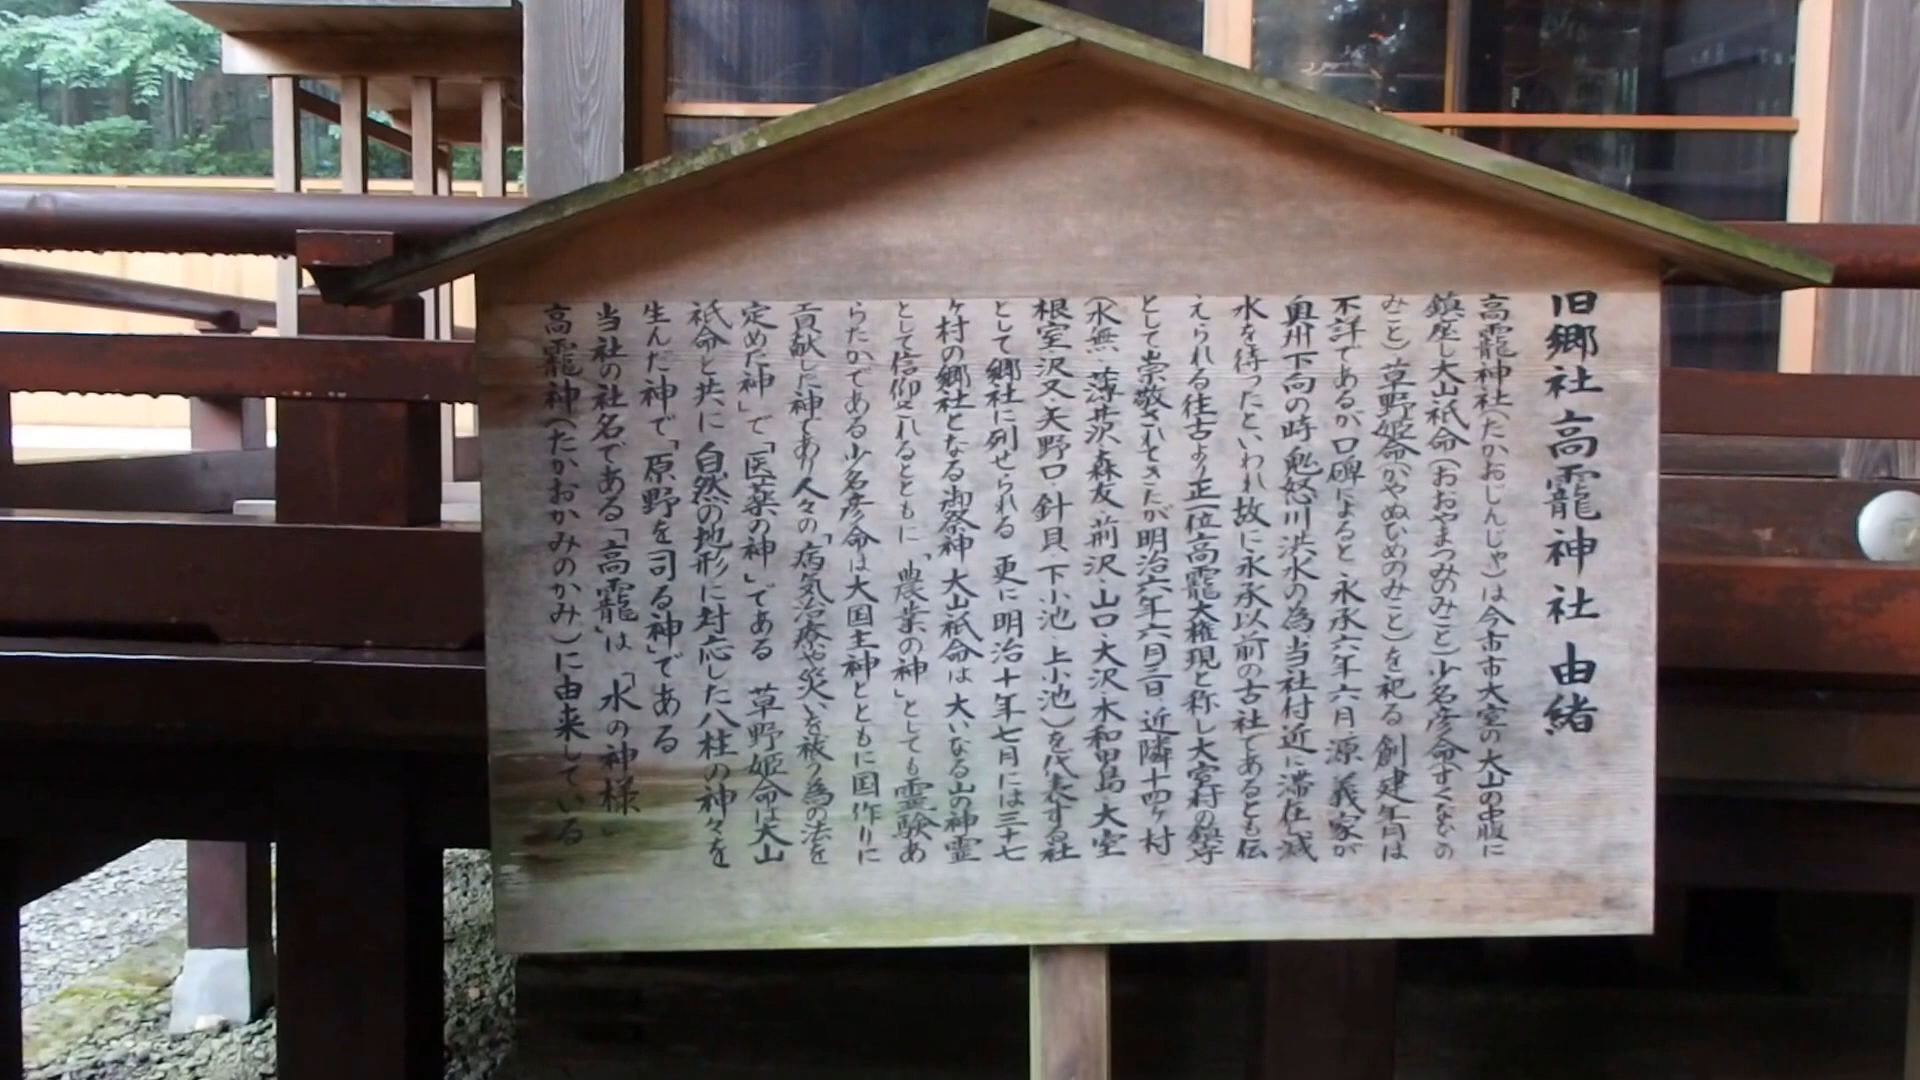 旧郷社高靇神社 由緒
高靇神社(たかおじんじゃ)は今市市大室の大山の中腹に
鎮座し大山祇命(おおやまつみのみこと)少名彦命(すくなひこの
みこと)草野姫命(かやぬひめのみこと)を祀る 創建年月は
不詳であるが口碑によると 永承六年六月 源 義家が
奥州下向の時鬼怒川洪水の為当社付近に滞在し減
水を待ったといわれ故に永承以前の古社であるとも伝
えられる往古より正一位高靇大権現と称し大室村の鎮守
として崇敬されてきたが明治六年六月三日 近隣十四ヶ村
(水無・薄井沢・森友・荊沢・山口・大沢・木和田島・大室
根室・沢又・矢野口・針貝・下小池・上小池)を代表する社
として郷社に列せられる 更に明治十年七月には三十七
ヶ村の郷社となる 御祭神 大山祇命は 大いなる山の神霊
として信仰されるとともに 「農業の神」としても霊験あ
らたかである 少名彦命は大国主神とともに国作りに
貢献した神であり人々の「病気治療や災いを祓う為の法を
定めた神」で「医薬の神」である 草野姫命は大山
祇命と共に 自然の地形に対応した八柱の神々を
生んだ神で「原野を司る神」である
当社の社名である「高靇」は 「水の神様」
高靇神(たかおかみのかみ)に由来している